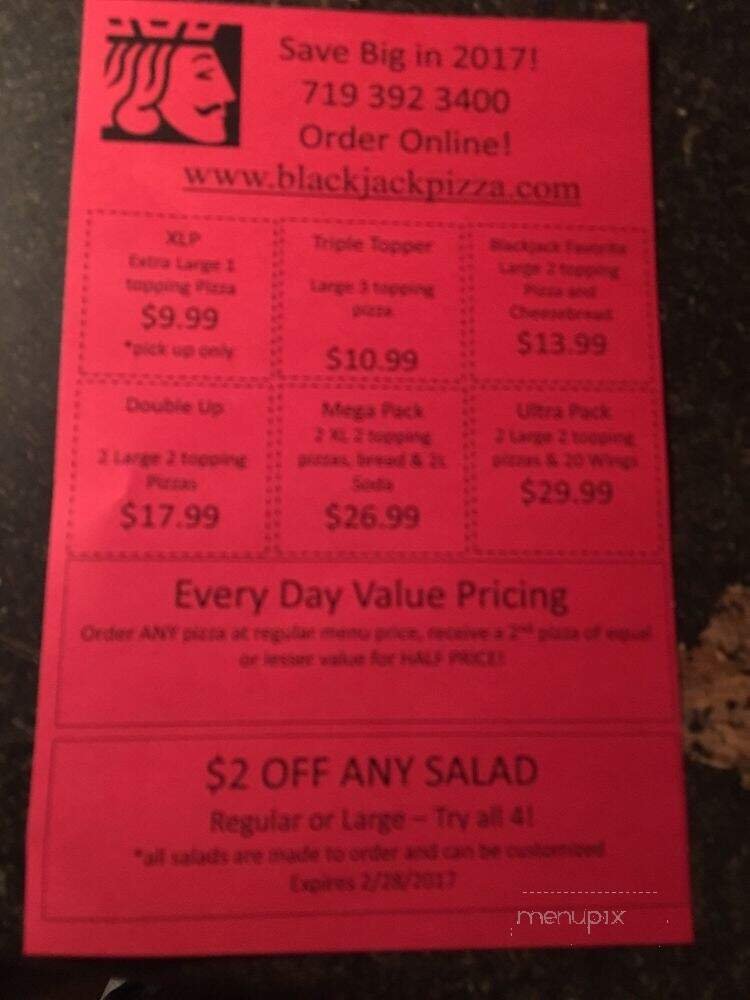 Save Big in 2017!
719 392 3400
Order Online!
www.blackjackpizza.com
XLP
Extra Large 1
topping Pizza
$9.99
*pick up only
Triple Topper
Large 3 topping
pizza
$10.99
Blackjack Favorite
Large 2 topping
Pizza and
Cheesebread
$13.99
Double Up
2 Large 2 topping
Pizzas
$17.99
Mega Pack
2 XL 2 topping
pizzas, bread & 2L
Soda
$26.99
Ultra Pack
2 Large 2 topping
pizzas & 20 Wings
$29.99
Every Day Value Pricing
Order ANY pizza at regular menu price, receive a 2nd pizza of equal
or lesser value for HALF PRICE!
$2 OFF ANY SALAD
Regular or Large – Try all 4!
*all salads are made to order and can be customized
Expires 2/28/2017
menupix